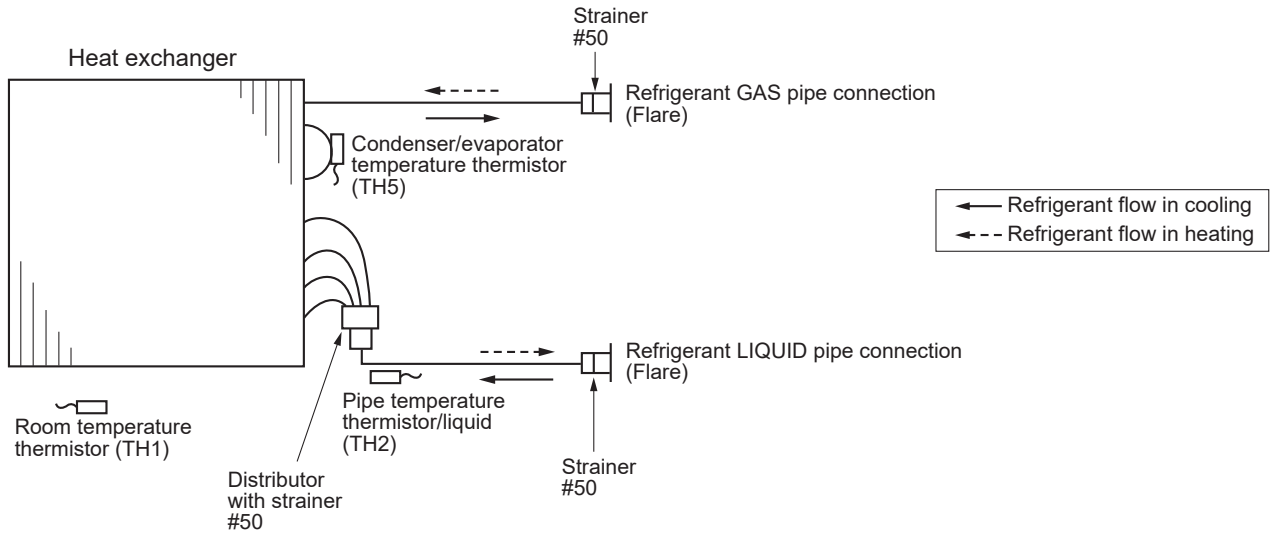 Strainer
#50
Heat exchanger
Refrigerant GAS pipe connection
(Flare)
Condenser/evaporator
temperature thermistor
(TH5)
Refrigerant flow in cooling
Refrigerant flow in heating
Refrigerant LIQUID pipe connection
(Flare)
Pipe temperature
thermistor/liquid
(TH2)
Room temperature
thermistor (TH1)
Distributor
with strainer
#50
Strainer
#50